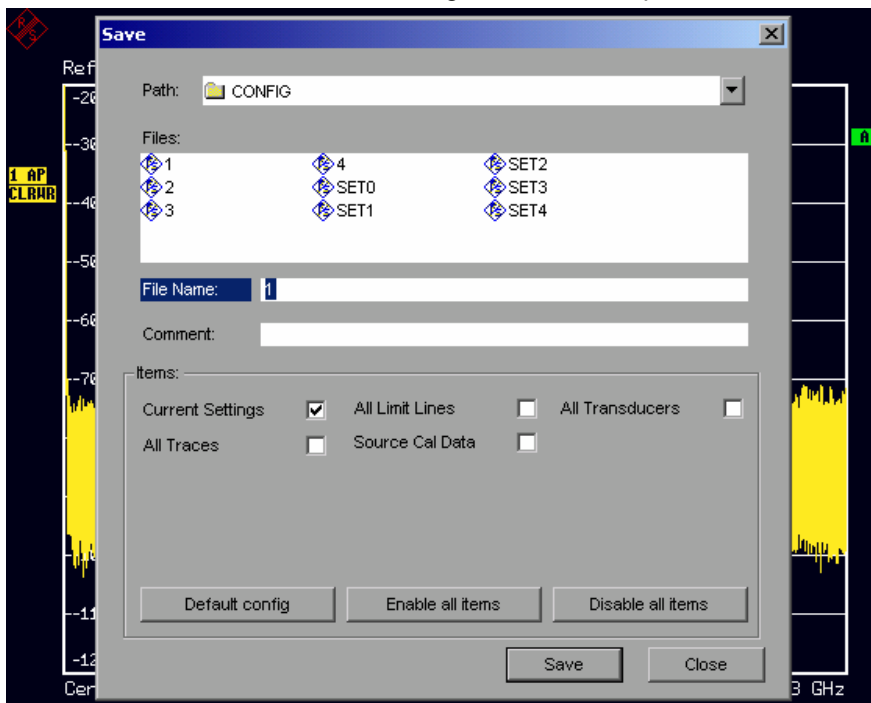 R S
Save
Ref
Path: CONFIG
-20
Files:
-30
A
1 4 SET2
1 AP
CLRWR
2 SET0 SET3
-40
3 SET1 SET4
-50
File Name: 1
-60
Comment:
Items:
-70
Current Settings All Limit Lines All Transducers
All Traces Source Cal Data
Default config Enable all items Disable all items
-11
-12
Save Close
Cen
3 GHz